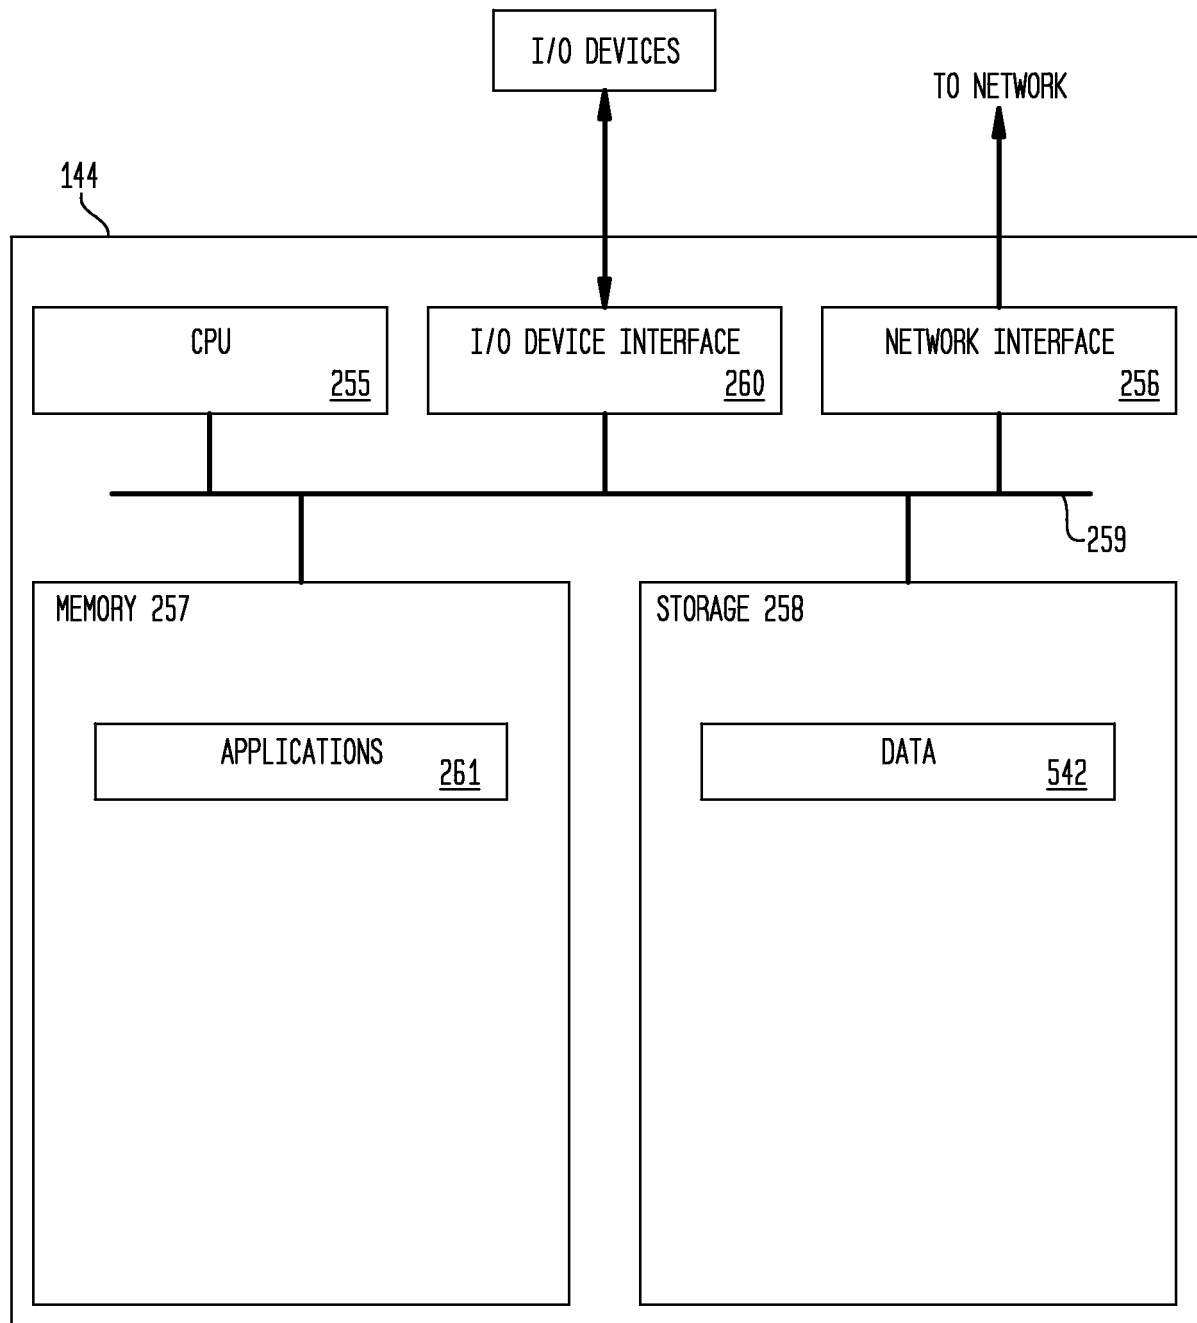 I/O DEVICES
TO NETWORK
144
CPU
255
I/O DEVICE INTERFACE
260
NETWORK INTERFACE
256
259
MEMORY 257
APPLICATIONS
261
STORAGE 258
DATA
542